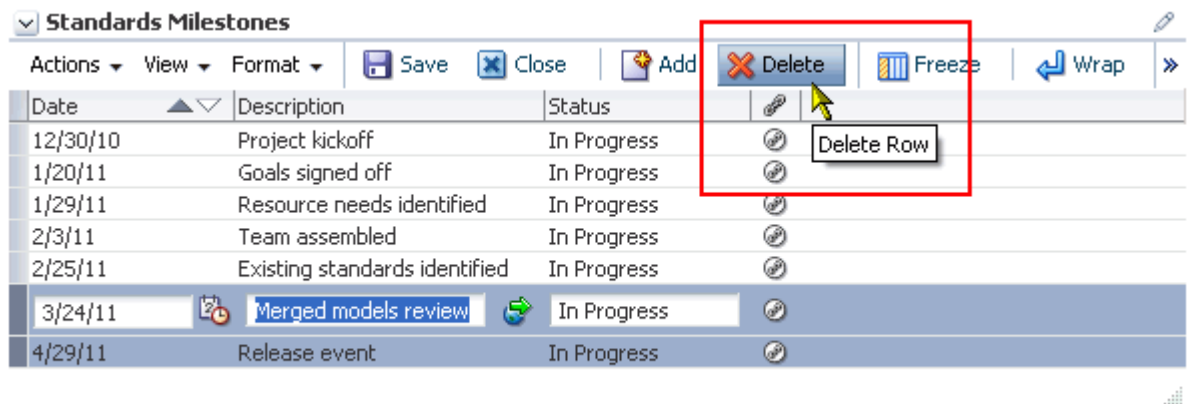 Standards Milestones
Actions View Format Save Close Add Delete Freeze Wrap »
Date Description Status
12/30/10 Project kickoff In Progress
Delete Row
1/20/11 Goals signed off In Progress
1/29/11 Resource needs identified In Progress
2/3/11 Team assembled In Progress
2/25/11 Existing standards identified In Progress
3/24/11 Merged models review In Progress
4/29/11 Release event In Progress